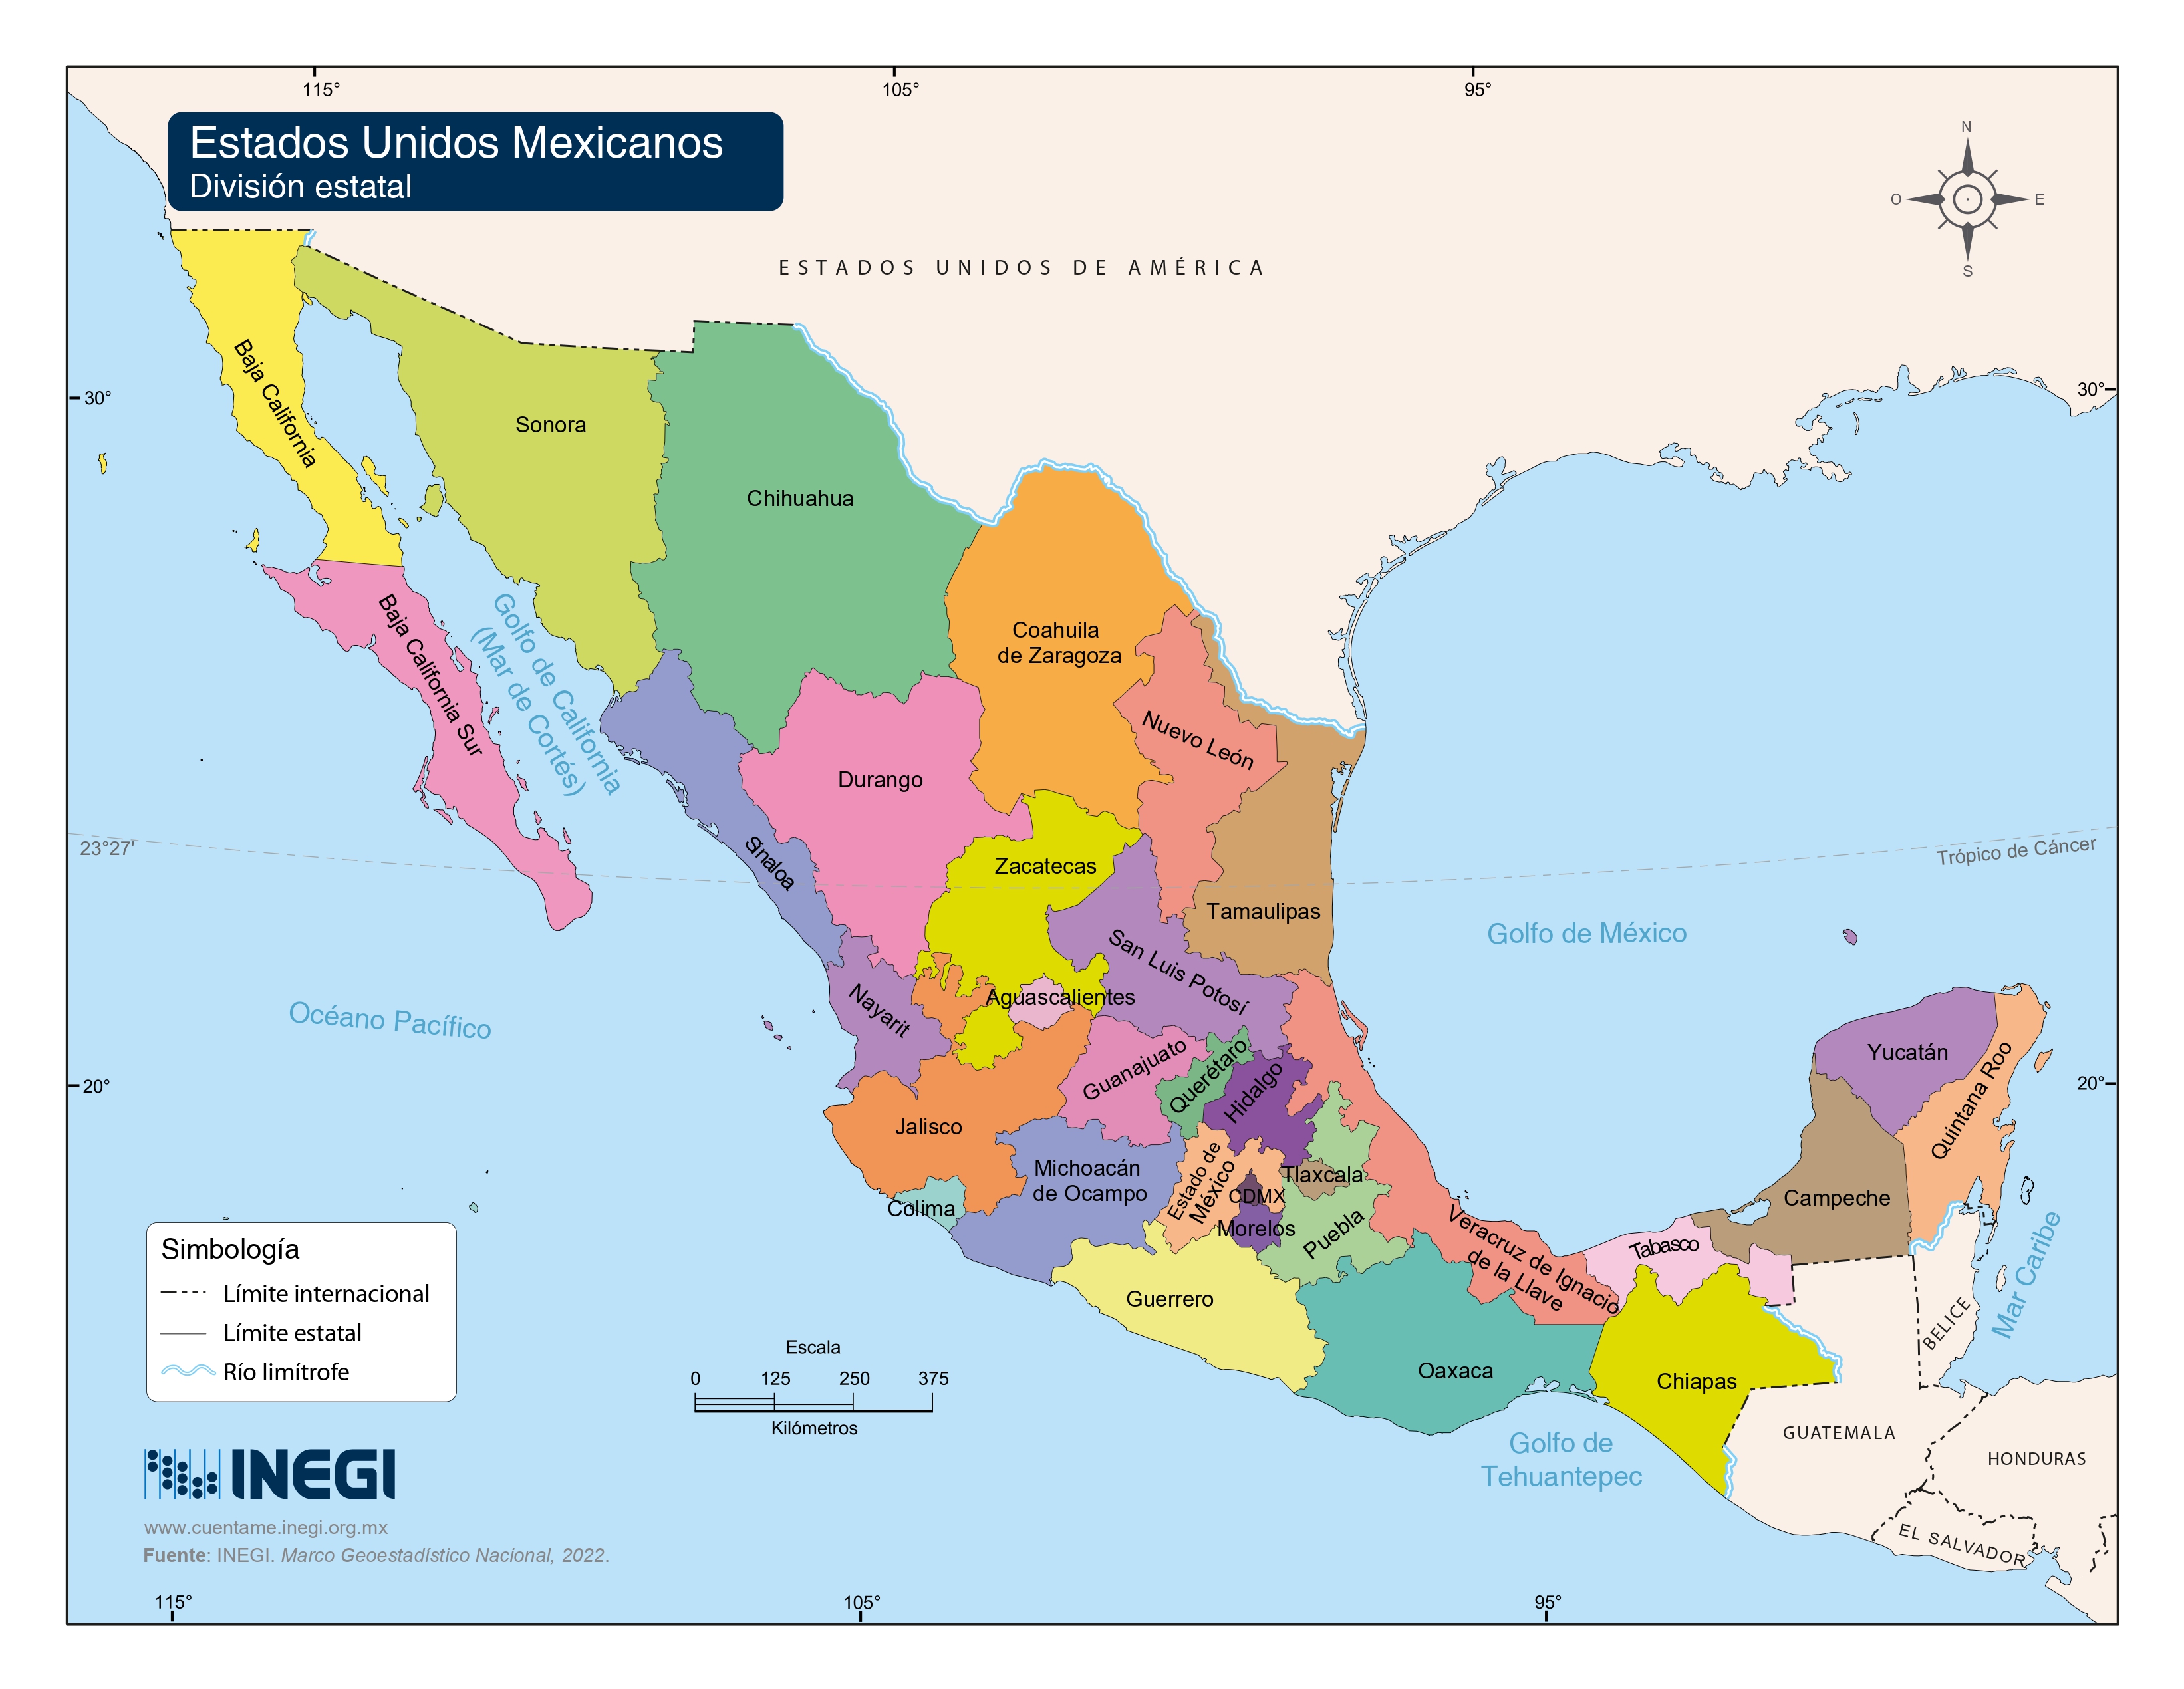 115°
105°
95°
Estados Unidos Mexicanos
División estatal
N
O
E
S
ESTADOS UNIDOS DE AMÉRICA
30°
30°
Baja California
Sonora
Chihuahua
Coahuila
de Zaragoza
Baja California Sur
Golfo de California
(Mar de Cortés)
Nuevo León
Durango
Sinaloa
23°27'
Trópico de Cáncer
Zacatecas
Tamaulipas
Golfo de México
San Luis Potosí
Nayarit
Aguascalientes
Océano Pacífico
Guanajuato
Querétaro
Hidalgo
Yucatán
Quintana Roo
20°
20°
Jalisco
Michoacán
de Ocampo
Estado de
México
Tlaxcala
CDMX
Colima
Morelos
Puebla
Veracruz de Ignacio
de la Llave
Tabasco
Campeche
Mar Caribe
Simbología
Límite internacional
Límite estatal
Río limítrofe
Guerrero
Oaxaca
Chiapas
BELICE
Escala
0 125 250 375
Kilómetros
GUATEMALA
HONDURAS
EL SALVADOR
Golfo de
Tehuantepec
INEGI
www.cuentame.inegi.org.mx
Fuente: INEGI. Marco Geoestadístico Nacional, 2022.
115°
105°
95°